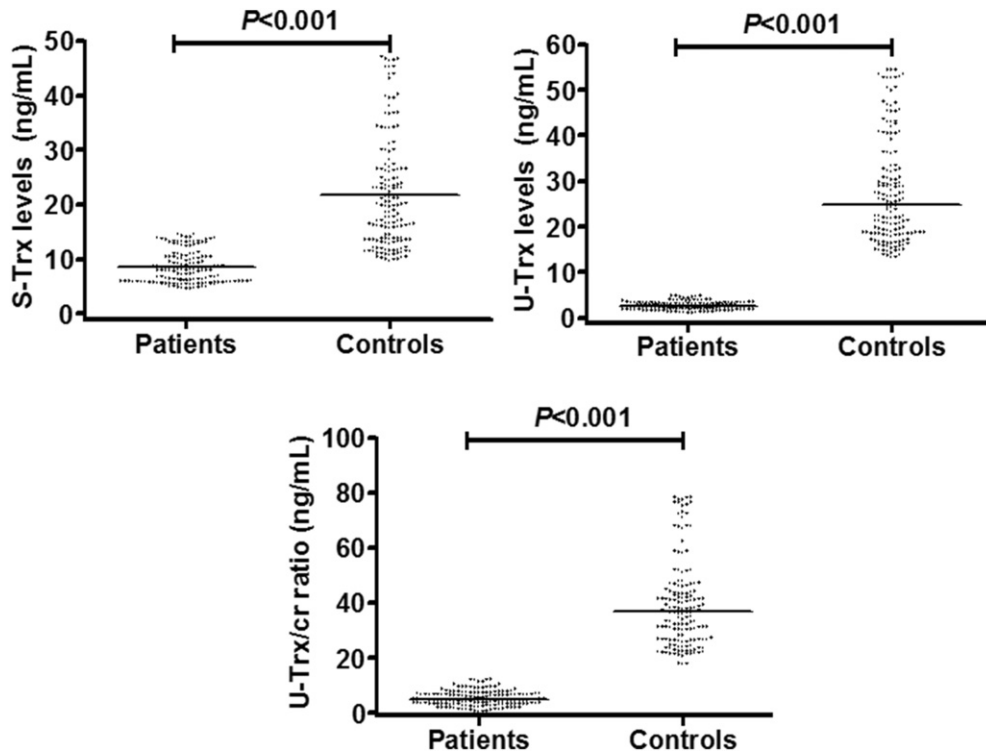 P<0.001
S-Trx levels (ng/mL)
50
40
30
20
10
0
Patients Controls
P<0.001
U-Trx levels (ng/mL)
60
50
40
30
20
10
0
Patients Controls
P<0.001
U-Trx/cr ratio (ng/mL)
100
80
60
40
20
0
Patients Controls